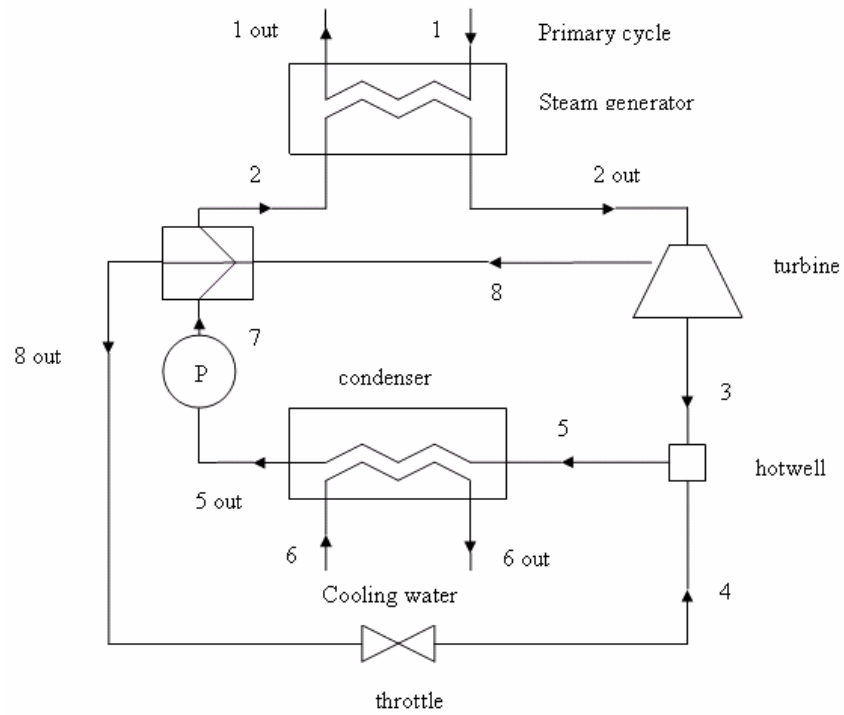 1 out
1
Primary cycle
Steam generator
2
2 out
turbine
8
7
8 out
P
condenser
3
5
hotwell
5 out
6
6 out
4
Cooling water
throttle